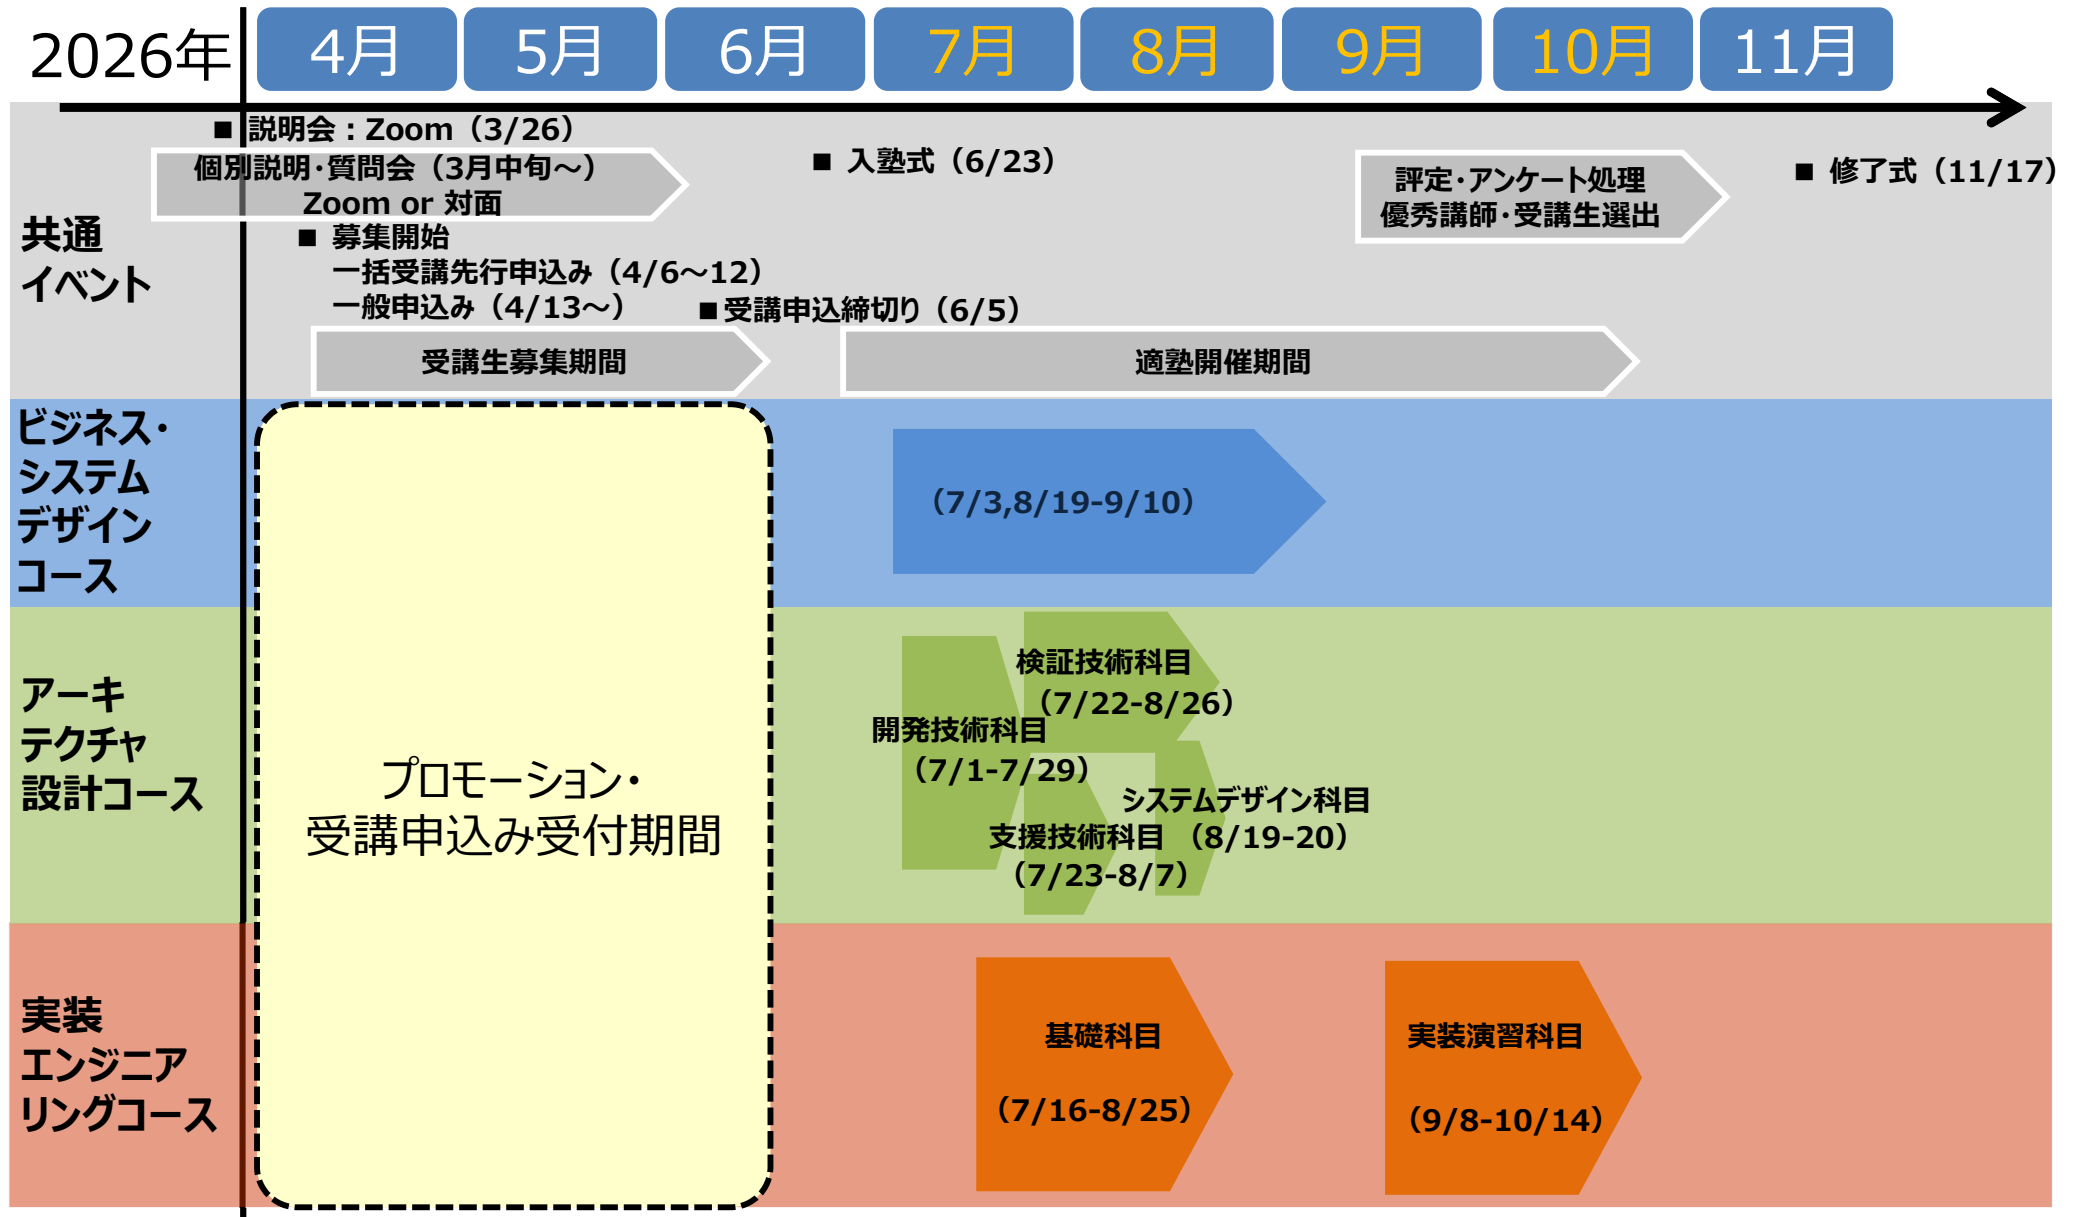 2026年
4月
5月
6月
7月
8月
9月
10月
11月
共通
イベント
■ 説明会：Zoom（3/26）
個別説明・質問会（3月中旬～）
Zoom or 対面
■ 募集開始
一括受講先行申込み（4/6～12）
一般申込み（4/13～）
■ 入塾式（6/23）
■受講申込締切り（6/5）
評定・アンケート処理
優秀講師・受講生選出
■ 修了式（11/17）
受講生募集期間
適塾開催期間
ビジネス・
システム
デザイン
コース
（7/3,8/19-9/10）
プロモーション・
受講申込み受付期間
アーキ
テクチャ
設計コース
検証技術科目
（7/22-8/26）
開発技術科目
（7/1-7/29）
システムデザイン科目
（8/19-20）
支援技術科目
（7/23-8/7）
実装
エンジニア
リングコース
基礎科目
（7/16-8/25）
実装演習科目
（9/8-10/14）